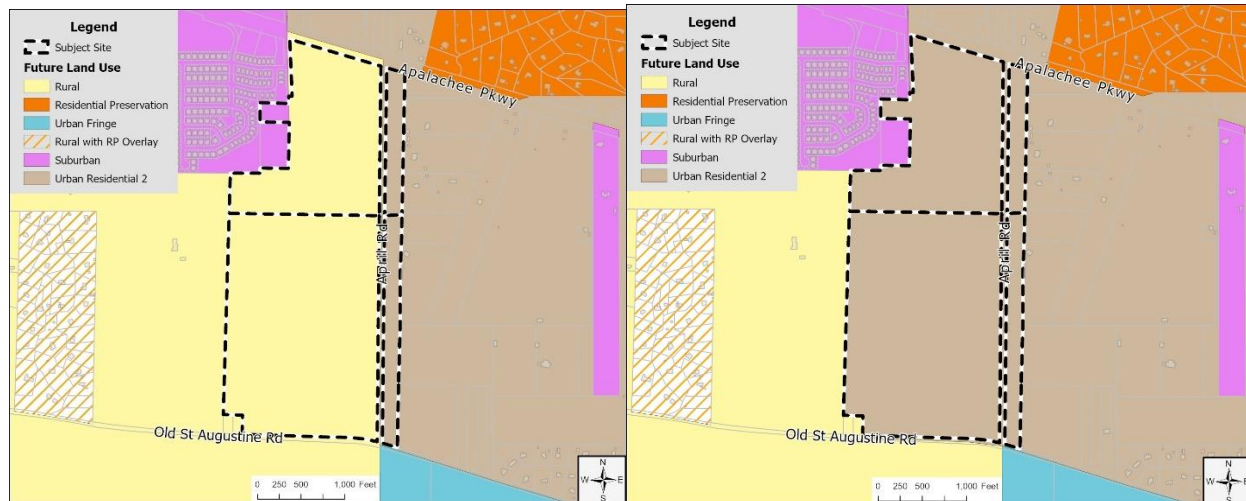 Legend
Subject Site
Future Land Use
Rural
Residential Preservation
Urban Fringe
Rural with RP Overlay
Suburban
Urban Residential 2
Apalachee Pkwy
April Rd
Old St Augustine Rd
0 250 500 1,000 Feet
N
W E
S
Legend
Subject Site
Future Land Use
Rural
Residential Preservation
Urban Fringe
Rural with RP Overlay
Suburban
Urban Residential 2
Apalachee Pkwy
April Rd
Old St Augustine Rd
0 250 500 1,000 Feet
N
W E
S